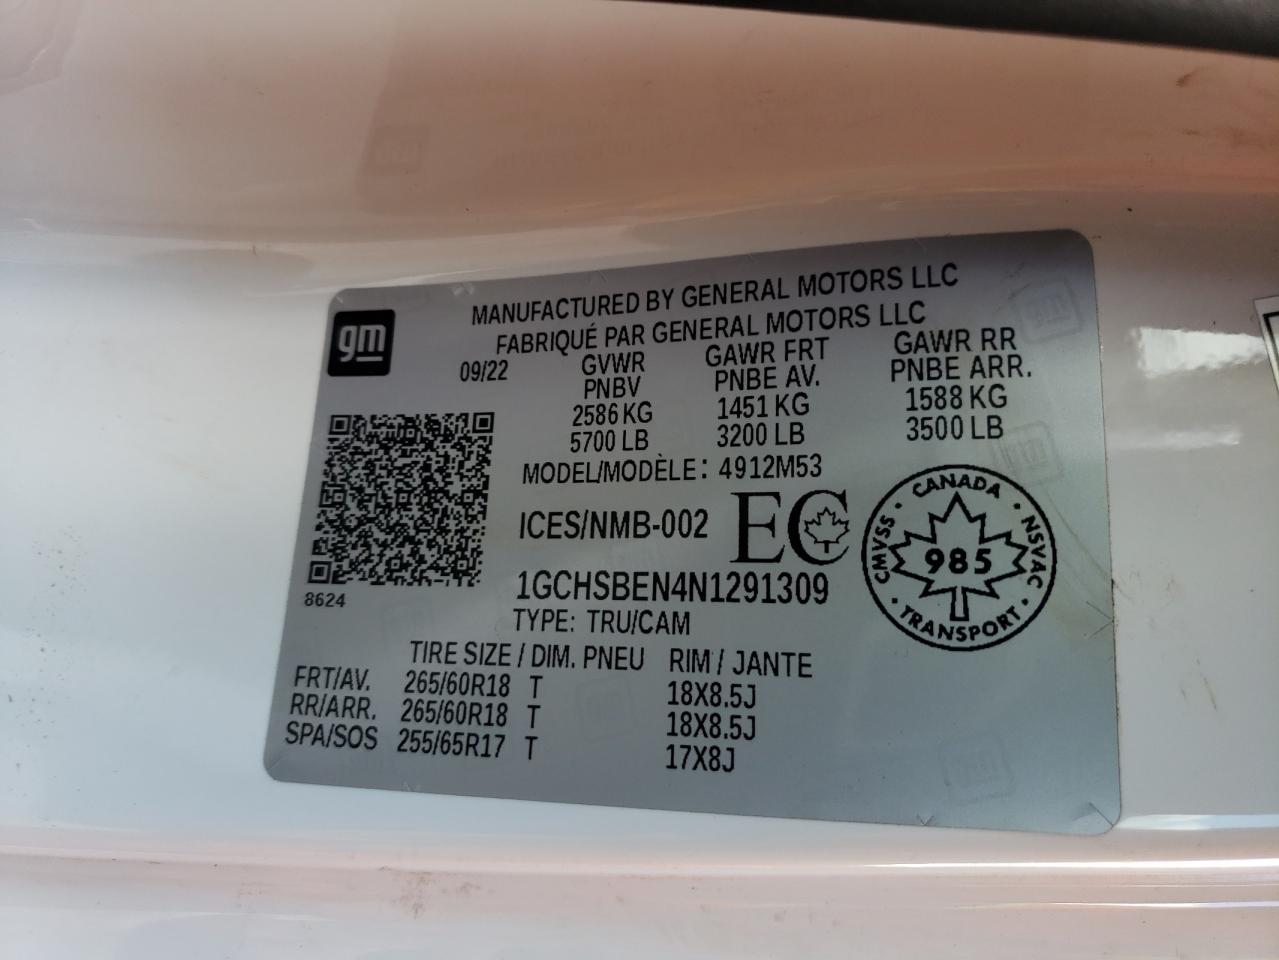 MANUFACTURED BY GENERAL MOTORS LLC
FABRIQUÉ PAR GENERAL MOTORS LLC
gm
09/22 GVWR GAWR FRT GAWR RR
PNBV PNBE AV. PNBE ARR.
2586 KG 1451 KG 1588 KG
5700 LB 3200 LB 3500 LB
MODEL/MODÈLE: 4912M53
ICES/NMB-002 EC
CANADA
CMVSS • NSVAC
985
TRANSPORT
1GCHSBEN4N1291309
8624
TYPE: TRU/CAM
TIRE SIZE / DIM. PNEU RIM / JANTE
FRT/AV. 265/60R18 T 18X8.5J
RR/ARR. 265/60R18 T 18X8.5J
SPA/SOS 255/65R17 T 17X8J